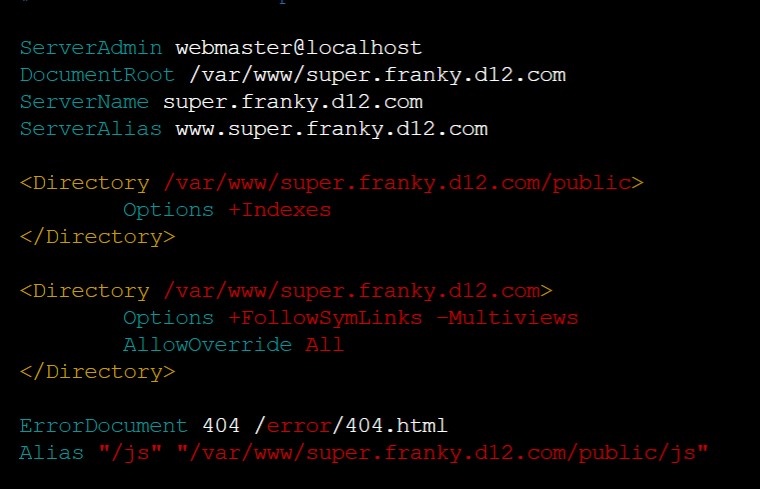 ServerAdmin webmaster@localhost
DocumentRoot /var/www/super.franky.d12.com
ServerName super.franky.d12.com
ServerAlias www.super.franky.d12.com
<Directory /var/www/super.franky.d12.com/public>
Options +Indexes
</Directory>
<Directory /var/www/super.franky.d12.com>
Options +FollowSymLinks -Multiviews
AllowOverride All
</Directory>
ErrorDocument 404 /error/404.html
Alias "/js" "/var/www/super.franky.d12.com/public/js"